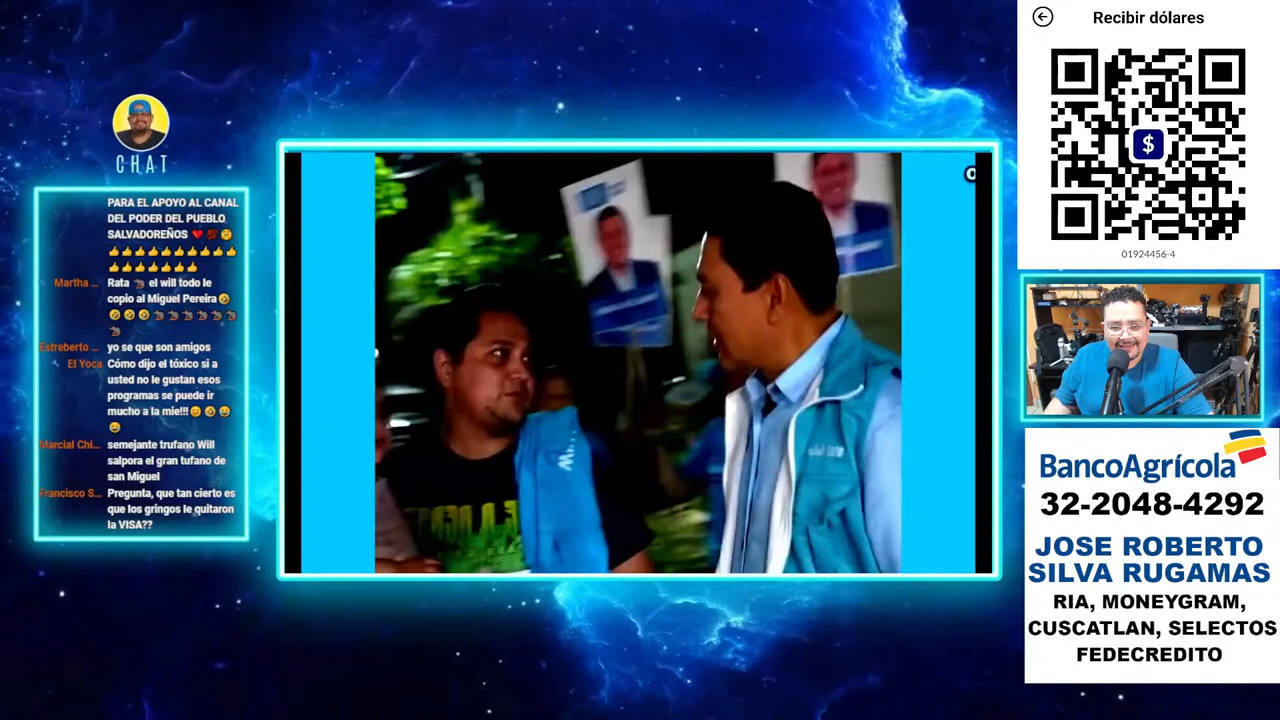 Recibir dólares
$
01924456-4
CHAT
PARA EL APOYO AL CANAL
DEL PODER DEL PUEBLO
SALVADOREÑOS ❤️ 💯 😊
👍👍👍👍👍👍👍👍👍👍
👍👍👍👍👍👍👍
Martha ... Rata 🐀 el will todo le
copio al Miguel Pereira🤣
🤣🤣🤣🐀🐀🐀🐀🐀🐀
🐀
Estreberto ... yo se que son amigos
El Yoca Cómo dijo el tóxico si a
usted no le gustan esos
programas se puede ir
mucho a la mie!!!😄🤣😂
😂
Marcial Chi... semejante trufano Will
salpora el gran tufano de
san Miguel
Francisco S... Pregunta, que tan cierto es
que los gringos le quitaron
la VISA??
BancoAgrícola
32-2048-4292
JOSE ROBERTO
SILVA RUGAMAS
RIA, MONEYGRAM,
CUSCATLAN, SELECTOS
FEDECREDITO